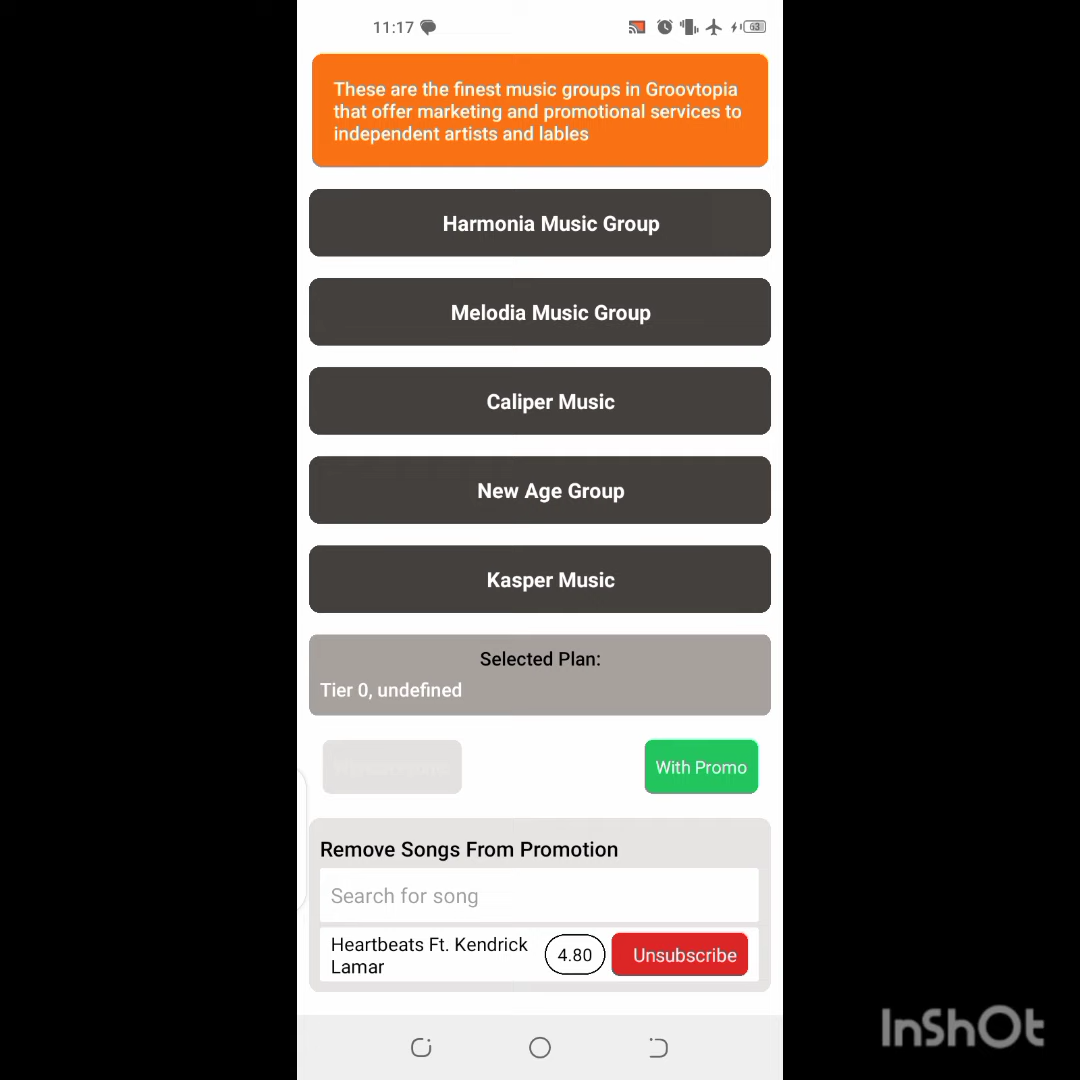 11:17
63
These are the finest music groups in Groovtopia
that offer marketing and promotional services to
independent artists and lables
Harmonia Music Group
Melodia Music Group
Caliper Music
New Age Group
Kasper Music
Selected Plan:
Tier 0, undefined
With Promo
Remove Songs From Promotion
Search for song
Heartbeats Ft. Kendrick
Lamar
4.80
Unsubscribe
InShOt